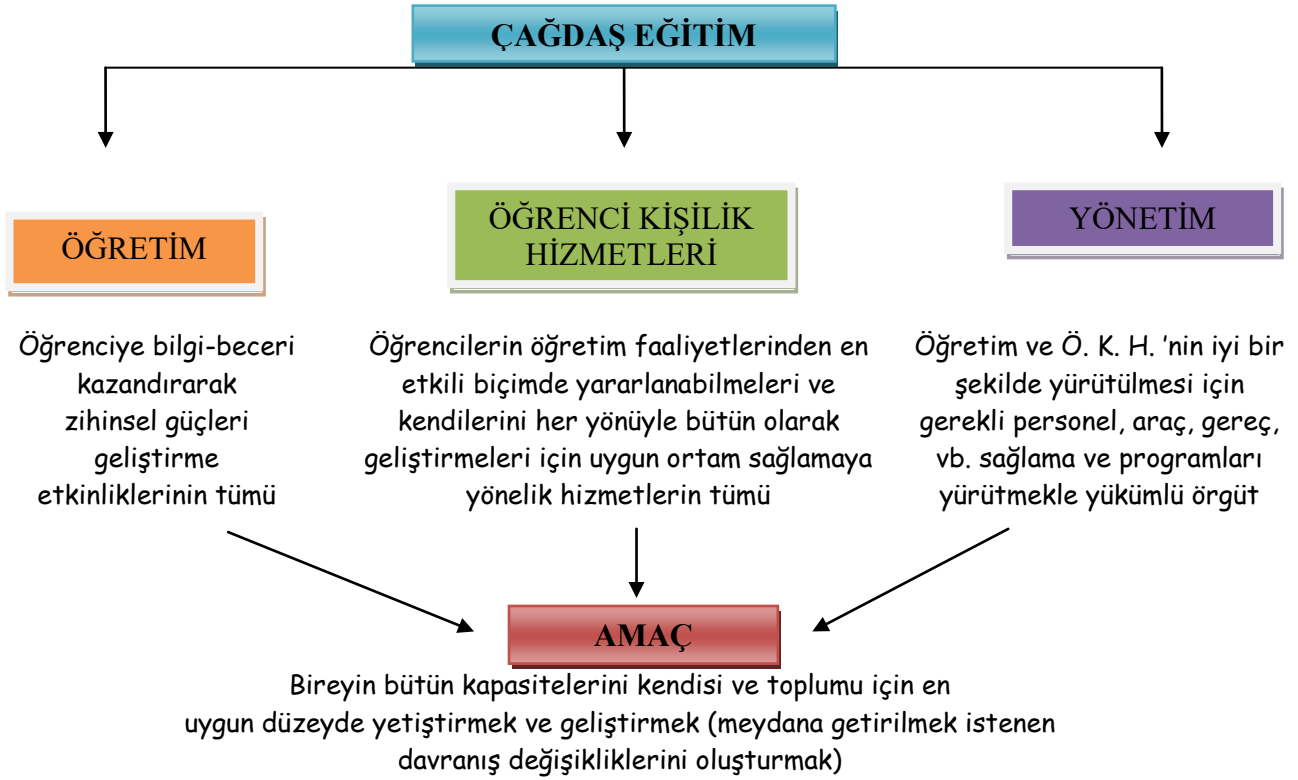 ÇAĞDAŞ EĞİTİM
ÖĞRETİM
Öğrenciye bilgi-beceri
kazandırarak
zihinsel güçleri
geliştirme
etkinliklerinin tümü
ÖĞRENCİ KİŞİLİK
HİZMETLERİ
Öğrencilerin öğretim faaliyetlerinden en
etkili biçimde yararlanabilmeleri ve
kendilerini her yönüyle bütün olarak
geliştirmeleri için uygun ortam sağlamaya
yönelik hizmetlerin tümü
YÖNETİM
Öğretim ve Ö. K. H. ’nin iyi bir
şekilde yürütülmesi için
gerekli personel, araç, gereç,
vb. sağlama ve programları
yürütmekle yükümlü örgüt
AMAÇ
Bireyin bütün kapasitelerini kendisi ve toplumu için en
uygun düzeyde yetiştirmek ve geliştirmek (meydana getirilmek istenen
davranış değişikliklerini oluşturmak)